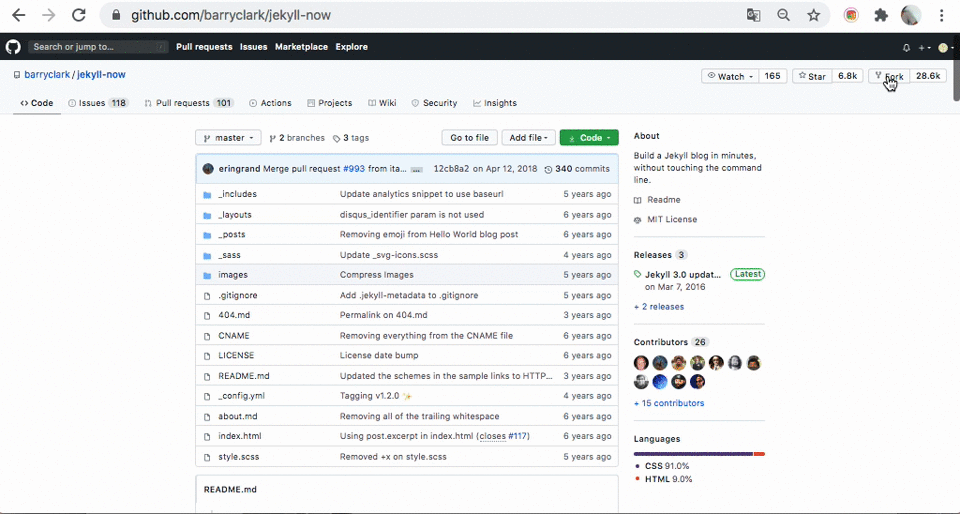 github.com/barryclark/jekyll-now
Search or jump to... / Pull requests Issues Marketplace Explore
barryclark / jekyll-now Watch 165 Star 6.8k Fork 28.6k
Code Issues 118 Pull requests 101 Actions Projects Wiki Security Insights
master 2 branches 3 tags Go to file Add file Code
eringrand Merge pull request #993 from ita... 12cb8a2 on Apr 12, 2018 340 commits
_includes Update analytics snippet to use baseurl 5 years ago
_layouts disqus_identifier param is not used 6 years ago
_posts Removing emoji from Hello World blog post 6 years ago
_sass Update _svg-icons.scss 4 years ago
images Compress Images 5 years ago
.gitignore Add .jekyll-metadata to .gitignore 5 years ago
404.md Permalink on 404.md 3 years ago
CNAME Removing everything from the CNAME file 6 years ago
LICENSE License date bump 6 years ago
README.md Updated the schemes in the sample links to HTTP... 3 years ago
_config.yml Tagging v1.2.0 ✨ 4 years ago
about.md Removing all of the trailing whitespace 6 years ago
index.html Using post.excerpt in index.html (closes #117) 6 years ago
style.scss Removed +x on style.scss 5 years ago
README.md
About
Build a Jekyll blog in minutes,
without touching the command
line.
Readme
MIT License
Releases 3
Jekyll 3.0 updat... Latest
on Mar 7, 2016
+ 2 releases
Contributors 26
+ 15 contributors
Languages
CSS 91.0%
HTML 9.0%